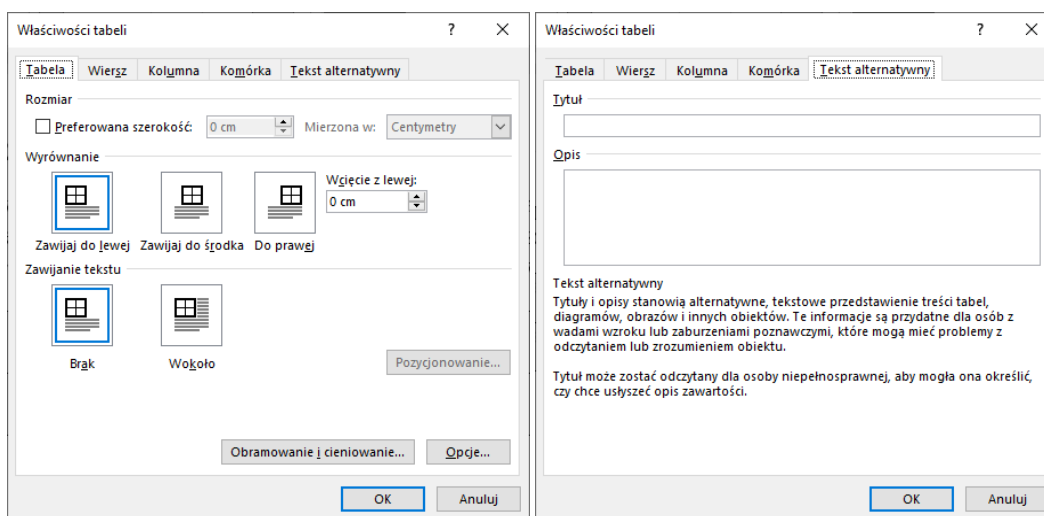 Właściwości tabeli ?
Tabela Wiersz Kolumna Komórka Tekst alternatywny
Rozmiar
Preferowana szerokość: 0 cm Mierzona w: Centymetry
Wyrównanie
Wcięcie z lewej:
0 cm
Zawijaj do lewej Zawijaj do środka Do prawej
Zawijanie tekstu
Brak Wokoło
Pozycjonowanie...
Obramowanie i cieniowanie... Opcje...
OK Anuluj
Właściwości tabeli ?
Tabela Wiersz Kolumna Komórka Tekst alternatywny
Tytuł
Opis
Tekst alternatywny
Tytuły i opisy stanowią alternatywne, tekstowe przedstawienie treści tabel,
diagramów, obrazów i innych obiektów. Te informacje są przydatne dla osób z
wadami wzroku lub zaburzeniami poznawczymi, które mogą mieć problemy z
odczytaniem lub zrozumieniem obiektu.
Tytuł może zostać odczytany dla osoby niepełnosprawnej, aby mogła ona określić,
czy chce usłyszeć opis zawartości.
OK Anuluj